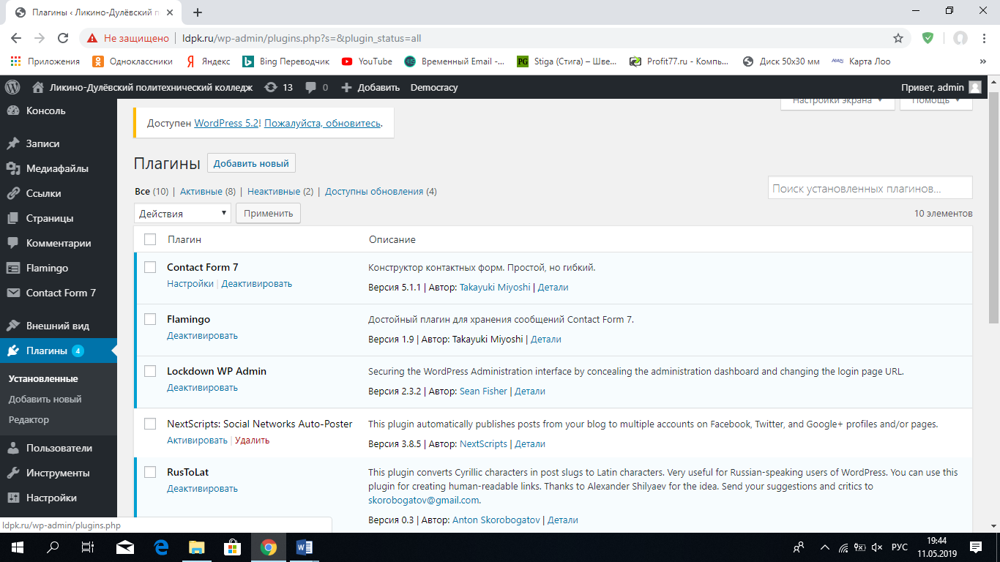 Плагины ‹ Ликино-Дулёвский п
Не защищено
ldpk.ru/wp-admin/plugins.php?s=&plugin_status=all
Приложения
Одноклассники
Яндекс
Bing Переводчик
YouTube
Временный Email -...
Stiga (Стига) – Шве...
Profit77.ru - Компь...
Диск 50x30 мм
Карта Лоо
Ликино-Дулёвский политехнический колледж
13
0
Добавить
Democracy
Привет, admin
Консоль
Записи
Медиафайлы
Ссылки
Страницы
Комментарии
Flamingo
Contact Form 7
Внешний вид
Плагины 4
Установленные
Добавить новый
Редактор
Пользователи
Инструменты
Настройки
Настройки экрана
Помощь
Доступен WordPress 5.2! Пожалуйста, обновитесь.
Плагины Добавить новый
Все (10) | Активные (8) | Неактивные (2) | Доступны обновления (4)
Поиск установленных плагинов...
Действия Применить
10 элементов
Плагин Описание
Contact Form 7
Настройки | Деактивировать
Конструктор контактных форм. Простой, но гибкий.
Версия 5.1.1 | Автор: Takayuki Miyoshi | Детали
Flamingo
Деактивировать
Достойный плагин для хранения сообщений Contact Form 7.
Версия 1.9 | Автор: Takayuki Miyoshi | Детали
Lockdown WP Admin
Деактивировать
Securing the WordPress Administration interface by concealing the administration dashboard and changing the login page URL.
Версия 2.3.2 | Автор: Sean Fisher | Детали
NextScripts: Social Networks Auto-Poster
Активировать | Удалить
This plugin automatically publishes posts from your blog to multiple accounts on Facebook, Twitter, and Google+ profiles and/or pages.
Версия 3.8.5 | Автор: NextScripts | Детали
RusToLat
Деактивировать
This plugin converts Cyrillic characters in post slugs to Latin characters. Very useful for Russian-speaking users of WordPress. You can use this
plugin for creating human-readable links. Thanks to Alexander Shilyaev for the idea. Send your suggestions and critics to
skorobogatov@gmail.com.
Версия 0.3 | Автор: Anton Skorobogatov | Детали
ldpk.ru/wp-admin/plugins.php
РУС
19:44
11.05.2019